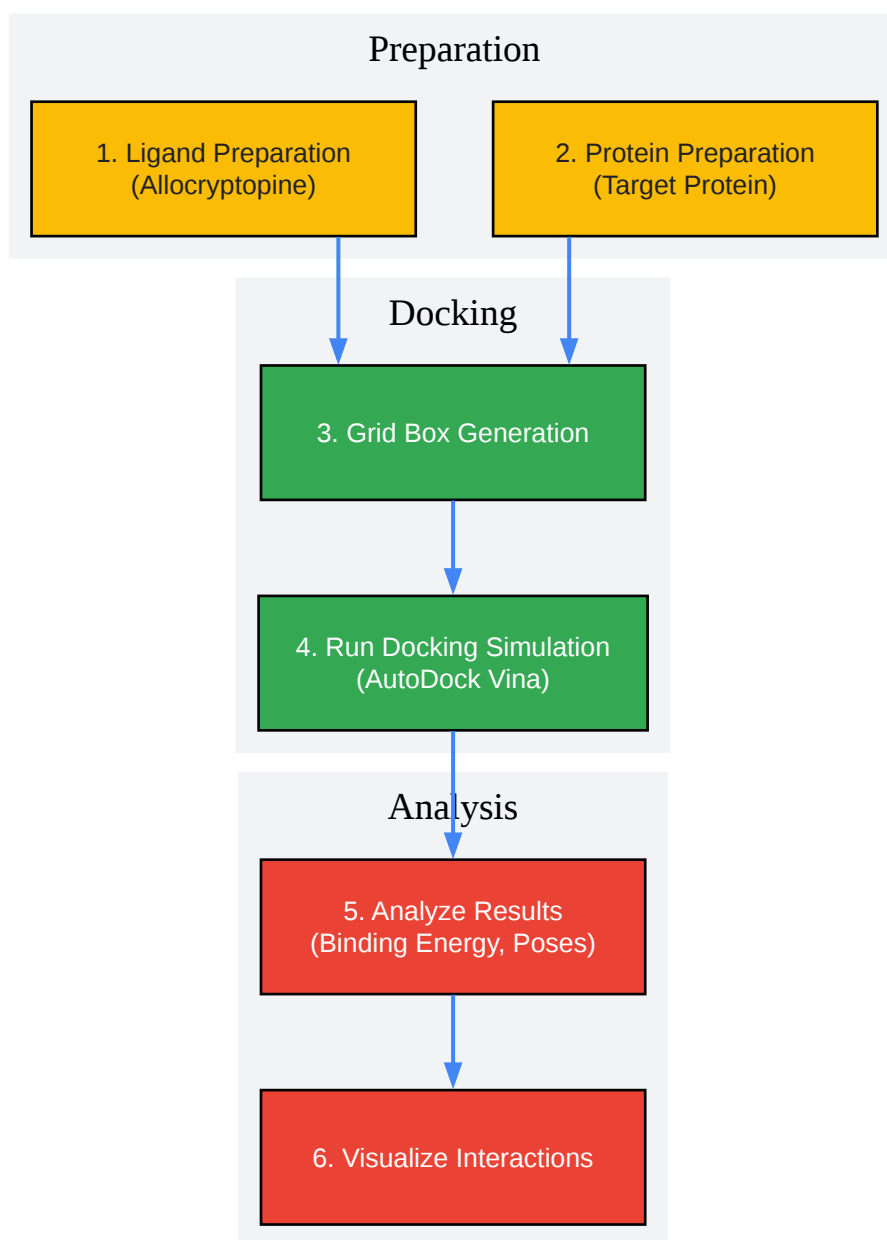 Preparation
1. Ligand Preparation
(Allocryptopine)
2. Protein Preparation
(Target Protein)
Docking
3. Grid Box Generation
4. Run Docking Simulation
(AutoDock Vina)
Analysis
5. Analyze Results
(Binding Energy, Poses)
6. Visualize Interactions